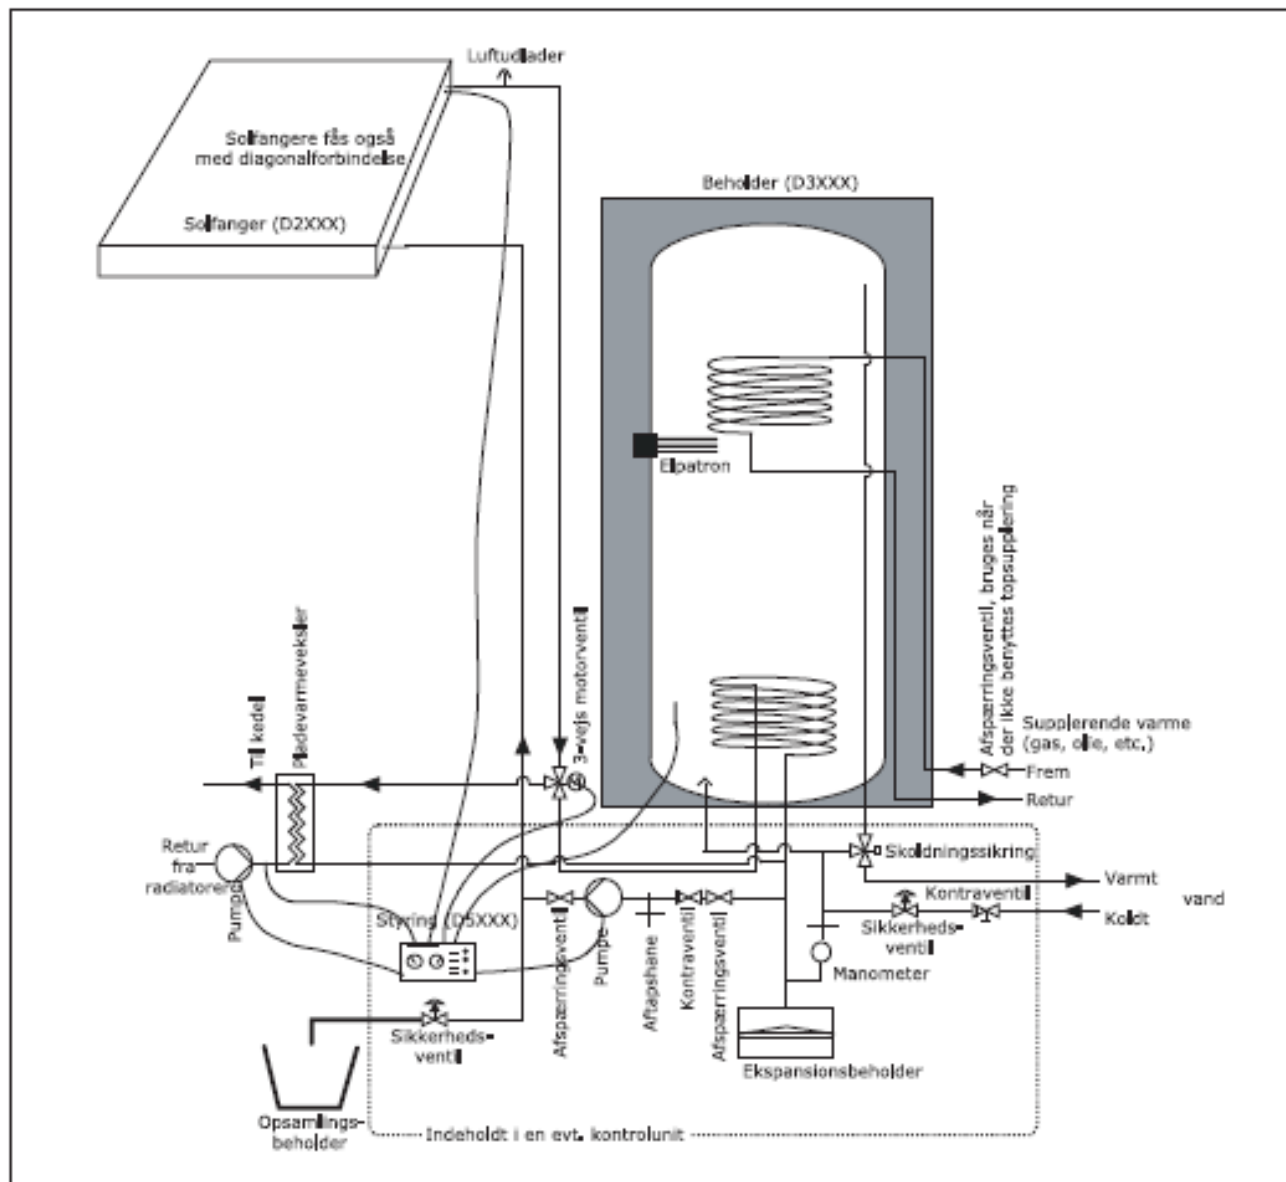 Luftudlader
Solfangere fås også
med diagonalforbindelse
Solfanger (D2XXX)
Beholder (D3XXX)
Elpatron
Afspærringsventil, bruges når
der ikke benyttes topsupplering
Supplerende varme
(gas, olie, etc.)
Frem
Retur
Til kedel
Pladevarmeveksler
3-vejs motorventil
M
Retur
fra
radiatorer
Pumpe
Skoldningssikring
Varmt
vand
Koldt
Kontraventil
Sikkerheds-
ventil
Styring (D5XXX)
Afspærringsventil
Pumpe
Aftapshane
Kontraventil
Afspærringsventil
Manometer
Sikkerheds-
ventil
Ekspansionsbeholder
Opsamlings-
beholder
Indeholdt i en evt. kontrolunit